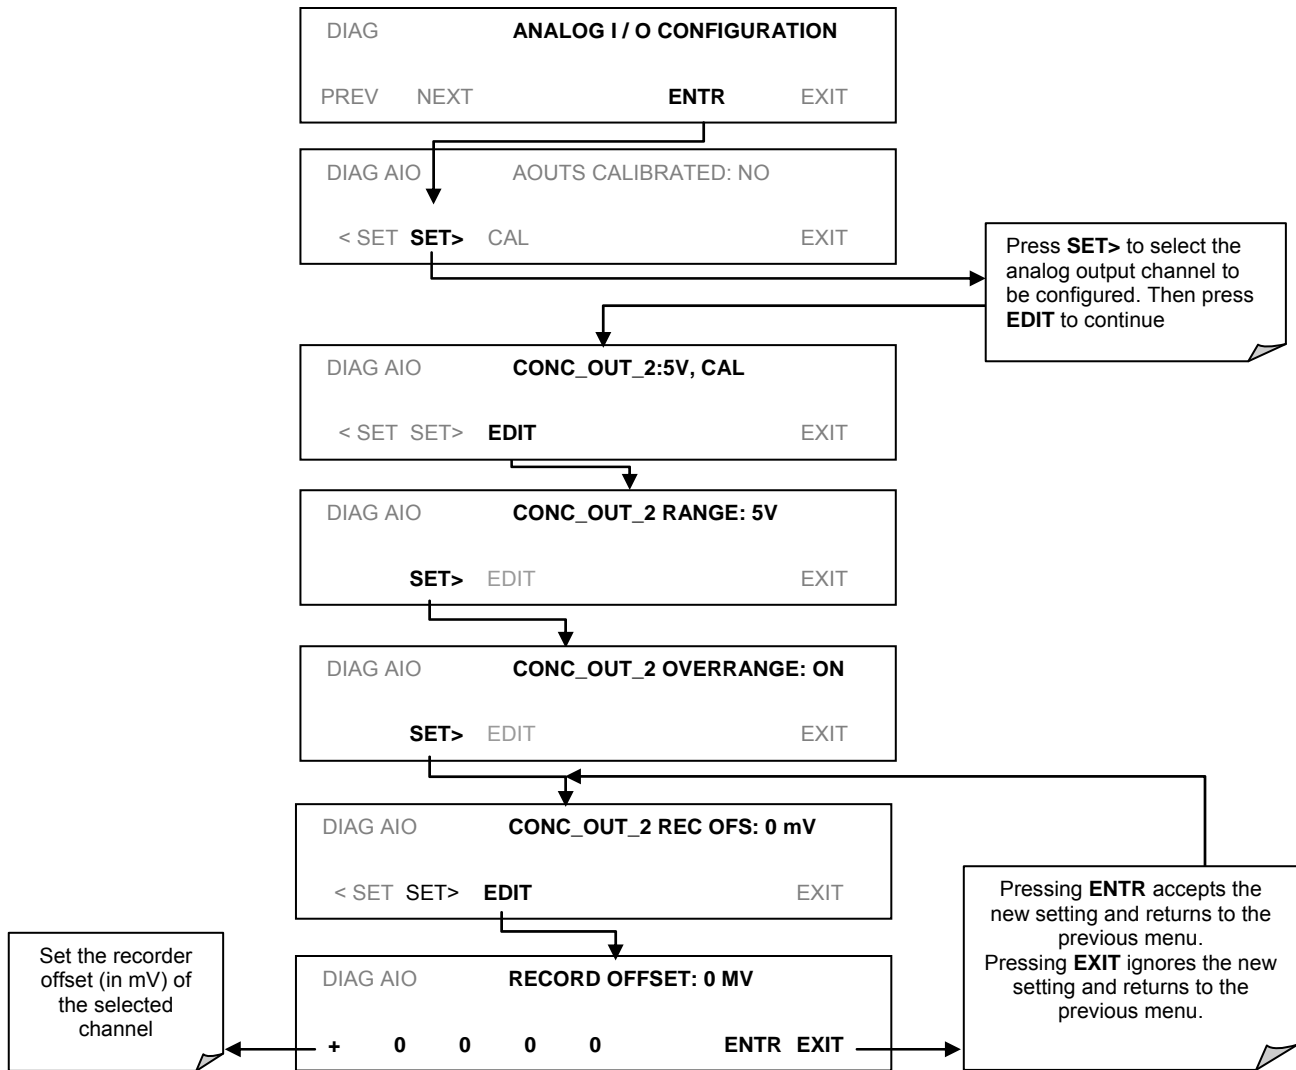 DIAG ANALOG I / O CONFIGURATION
PREV NEXT ENTR EXIT
DIAG AIO AOUTS CALIBRATED: NO
< SET SET> CAL EXIT
Press SET> to select the
analog output channel to
be configured. Then press
EDIT to continue
DIAG AIO CONC_OUT_2:5V, CAL
< SET SET> EDIT EXIT
DIAG AIO CONC_OUT_2 RANGE: 5V
SET> EDIT EXIT
DIAG AIO CONC_OUT_2 OVERRANGE: ON
SET> EDIT EXIT
DIAG AIO CONC_OUT_2 REC OFS: 0 mV
< SET SET> EDIT EXIT
Pressing ENTR accepts the
new setting and returns to the
previous menu.
Pressing EXIT ignores the new
setting and returns to the
previous menu.
Set the recorder
offset (in mV) of
the selected
channel
DIAG AIO RECORD OFFSET: 0 MV
+ 0 0 0 0 ENTR EXIT